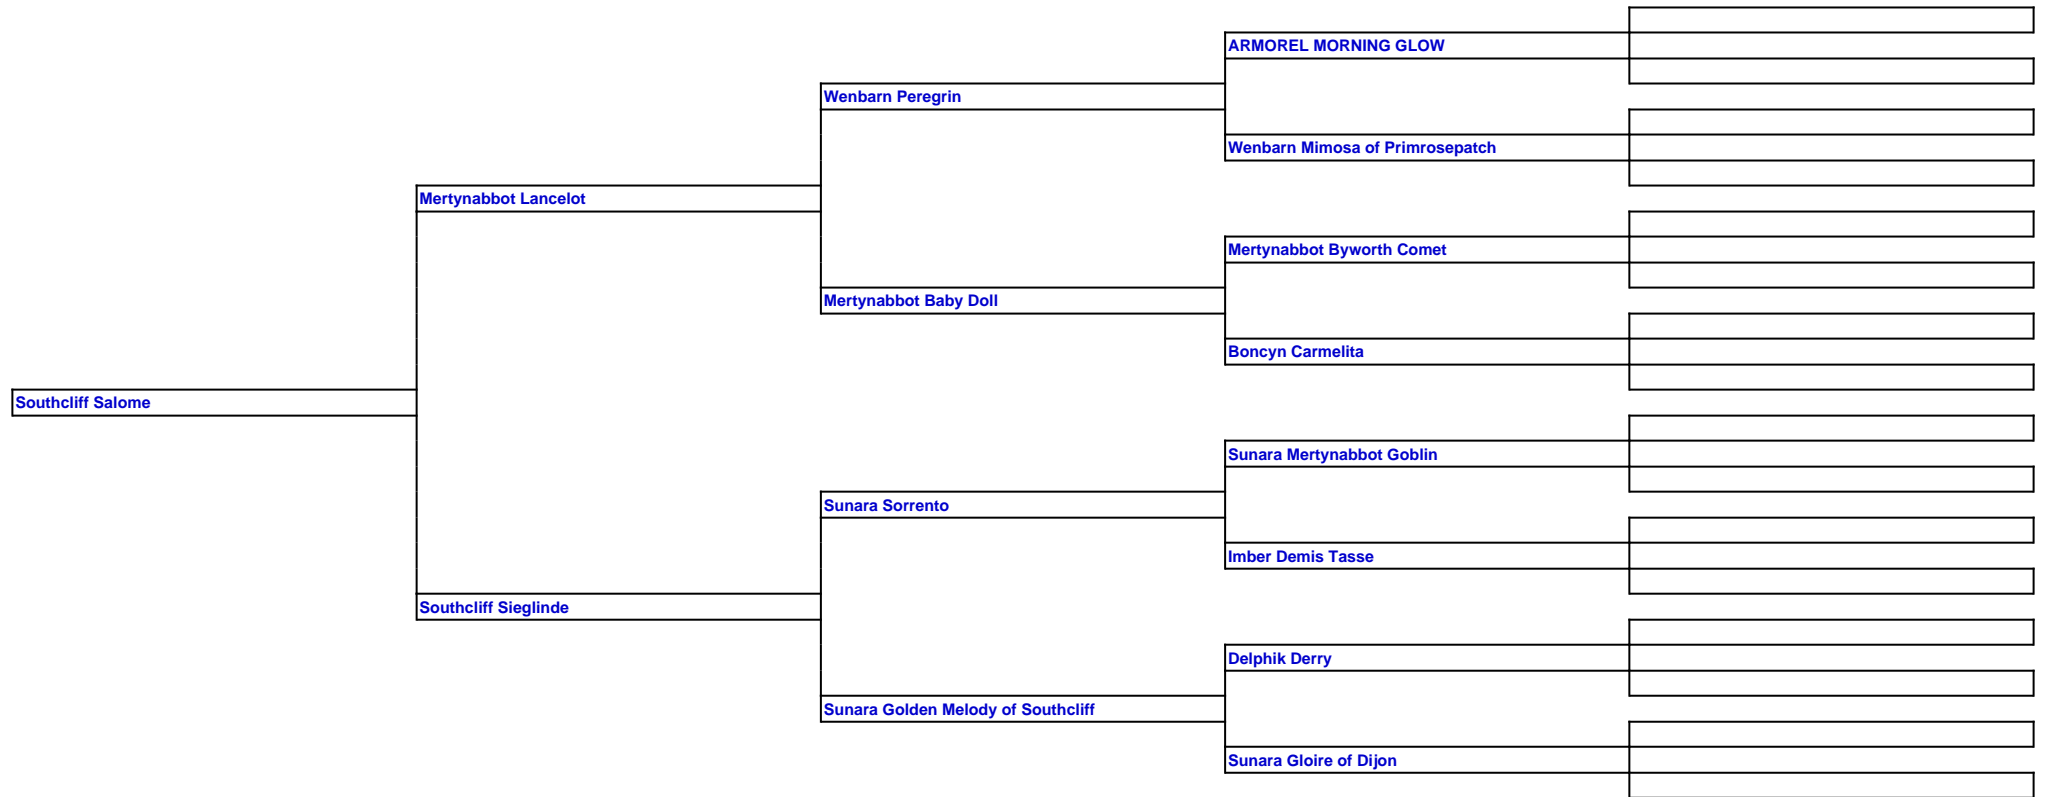 ARMOREL MORNING GLOW
Wenbarn Peregrin
Wenbarn Mimosa of Primrosepatch
Mertynabbot Lancelot
Mertynabbot Byworth Comet
Mertynabbot Baby Doll
Boncyn Carmelita
Southcliff Salome
Sunara Mertynabbot Goblin
Sunara Sorrento
Imber Demis Tasse
Southcliff Sieglinde
Delphik Derry
Sunara Golden Melody of Southcliff
Sunara Gloire of Dijon